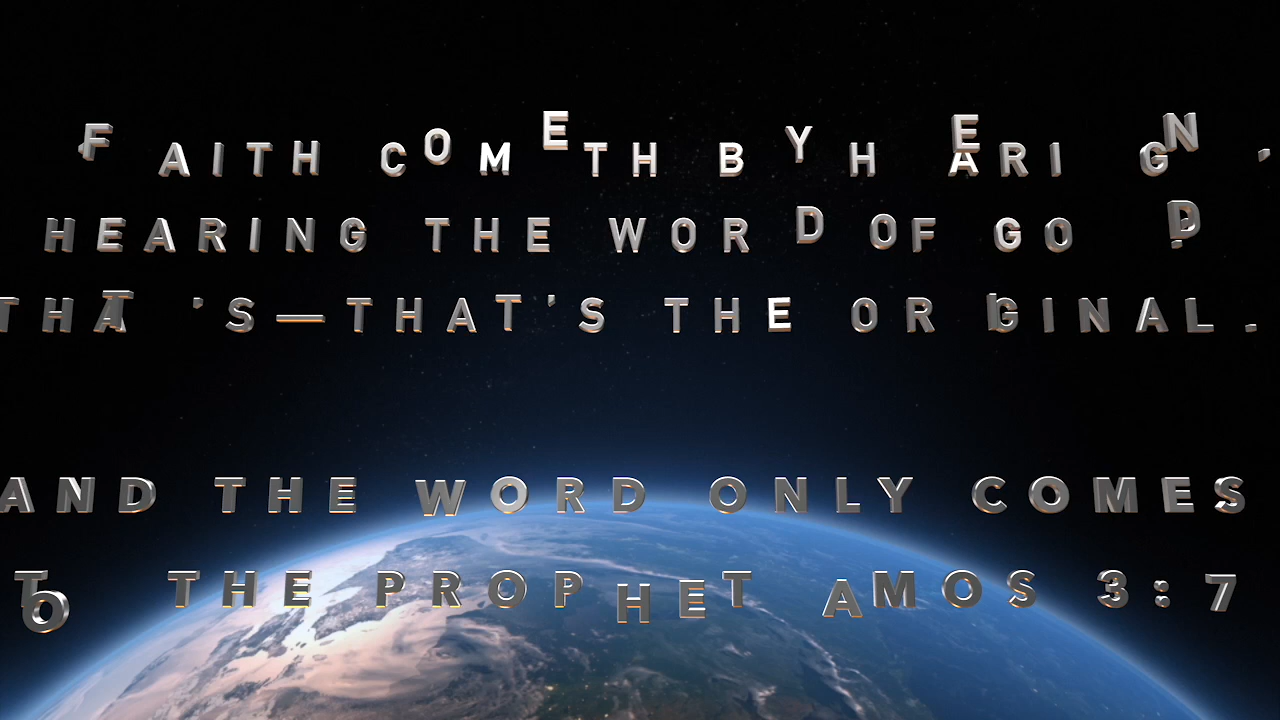 FAITH COMETH BY HEARING,
HEARING THE WORD OF GOD.
THAT'S—THAT'S THE ORIGINAL.
AND THE WORD ONLY COMES
TO THE PROPHET AMOS 3:7